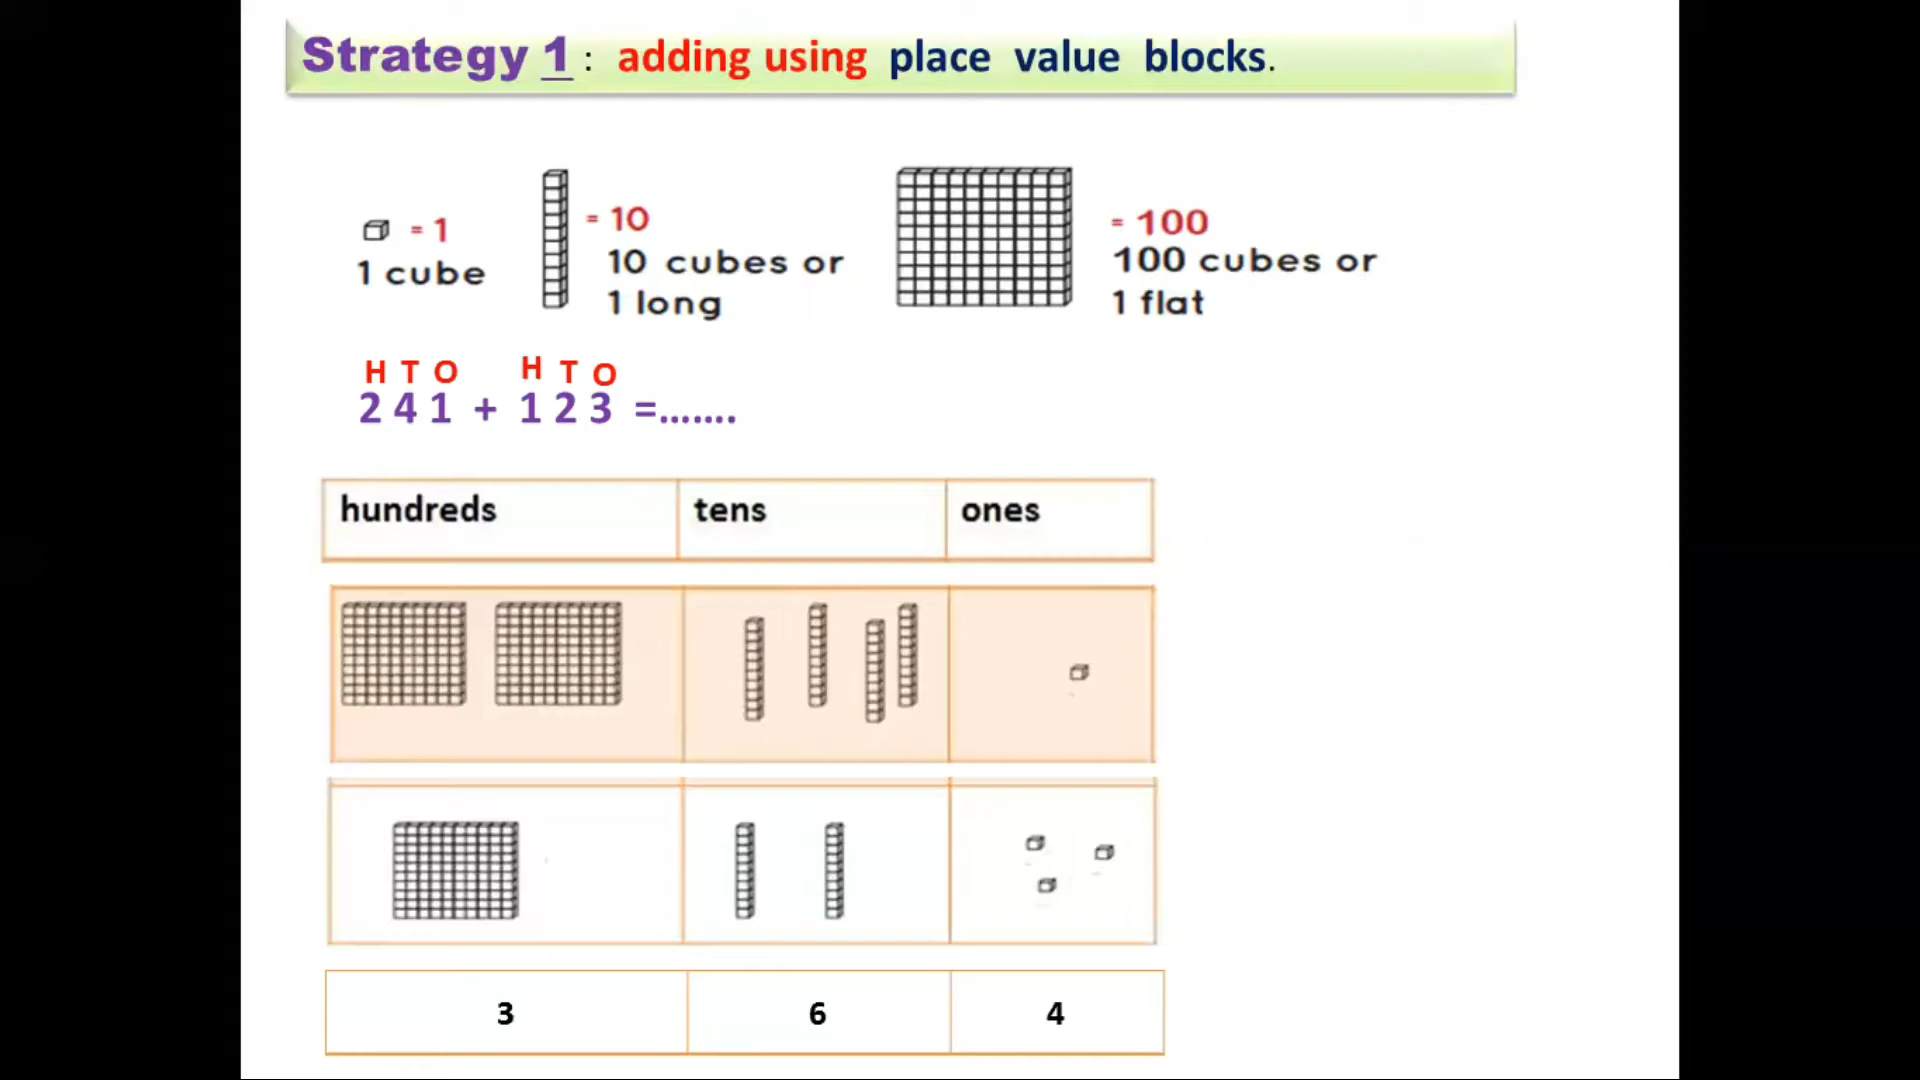 Strategy 1 : adding using place value blocks.
= 1
1 cube
= 10
10 cubes or
1 long
= 100
100 cubes or
1 flat
H T O H T O
2 4 1 + 1 2 3 =.......
hundreds tens ones
3 6 4